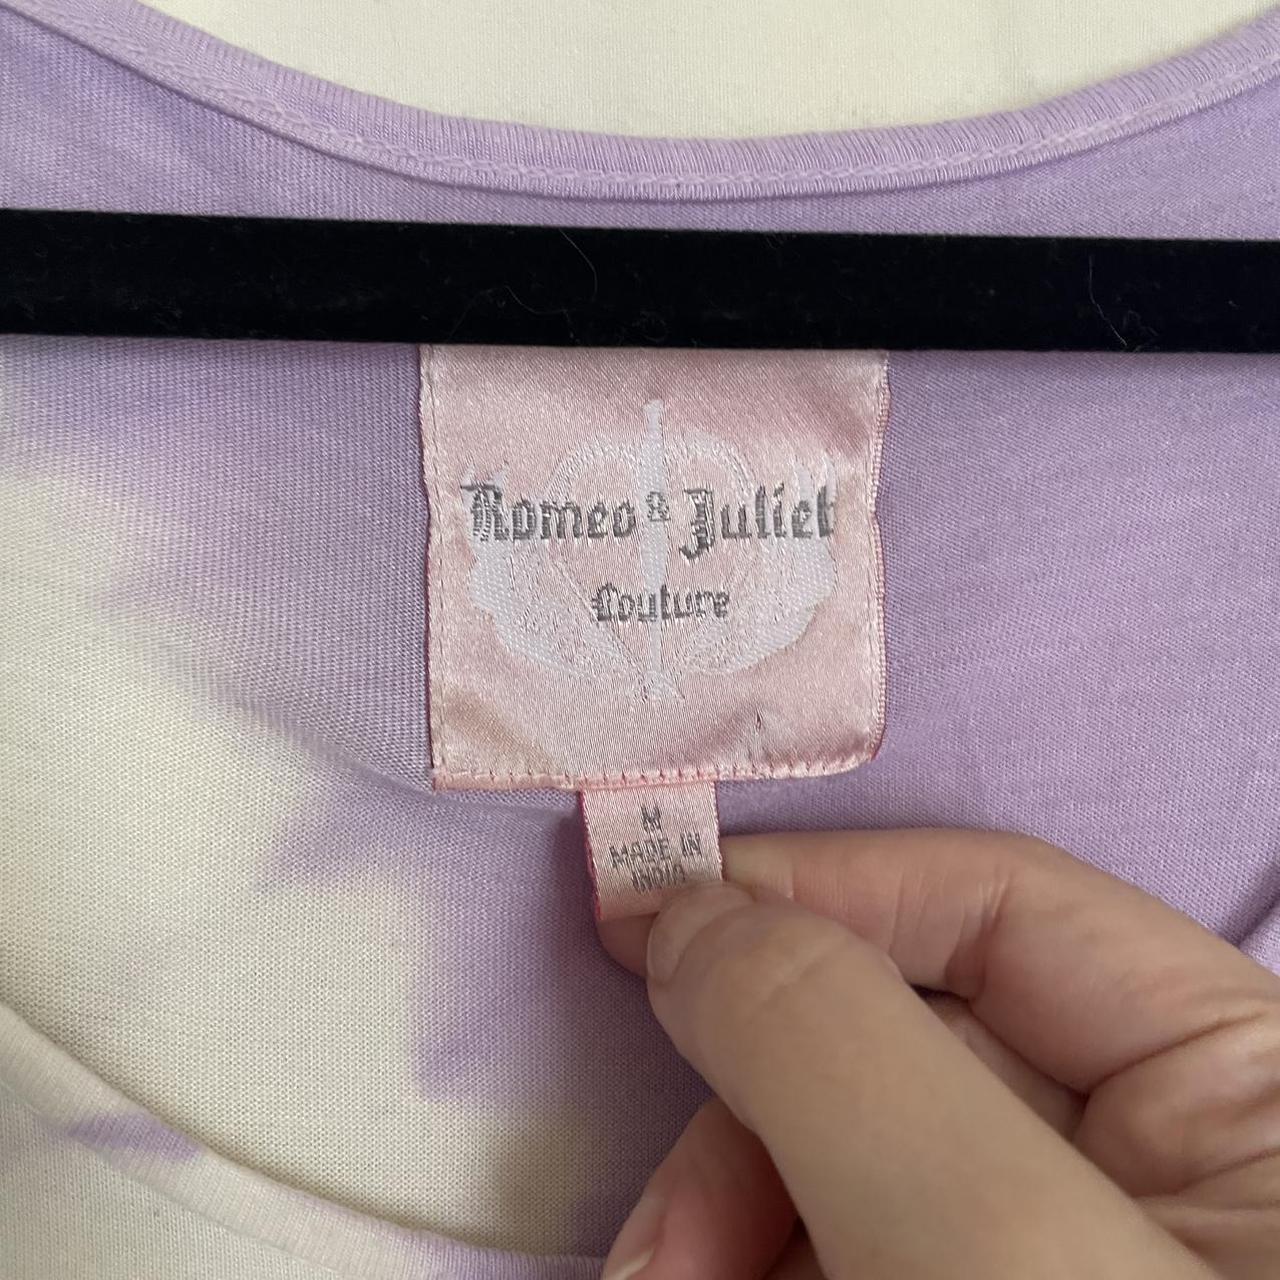 Romeo & Juliet
Couture
M
MADE IN
INDIA